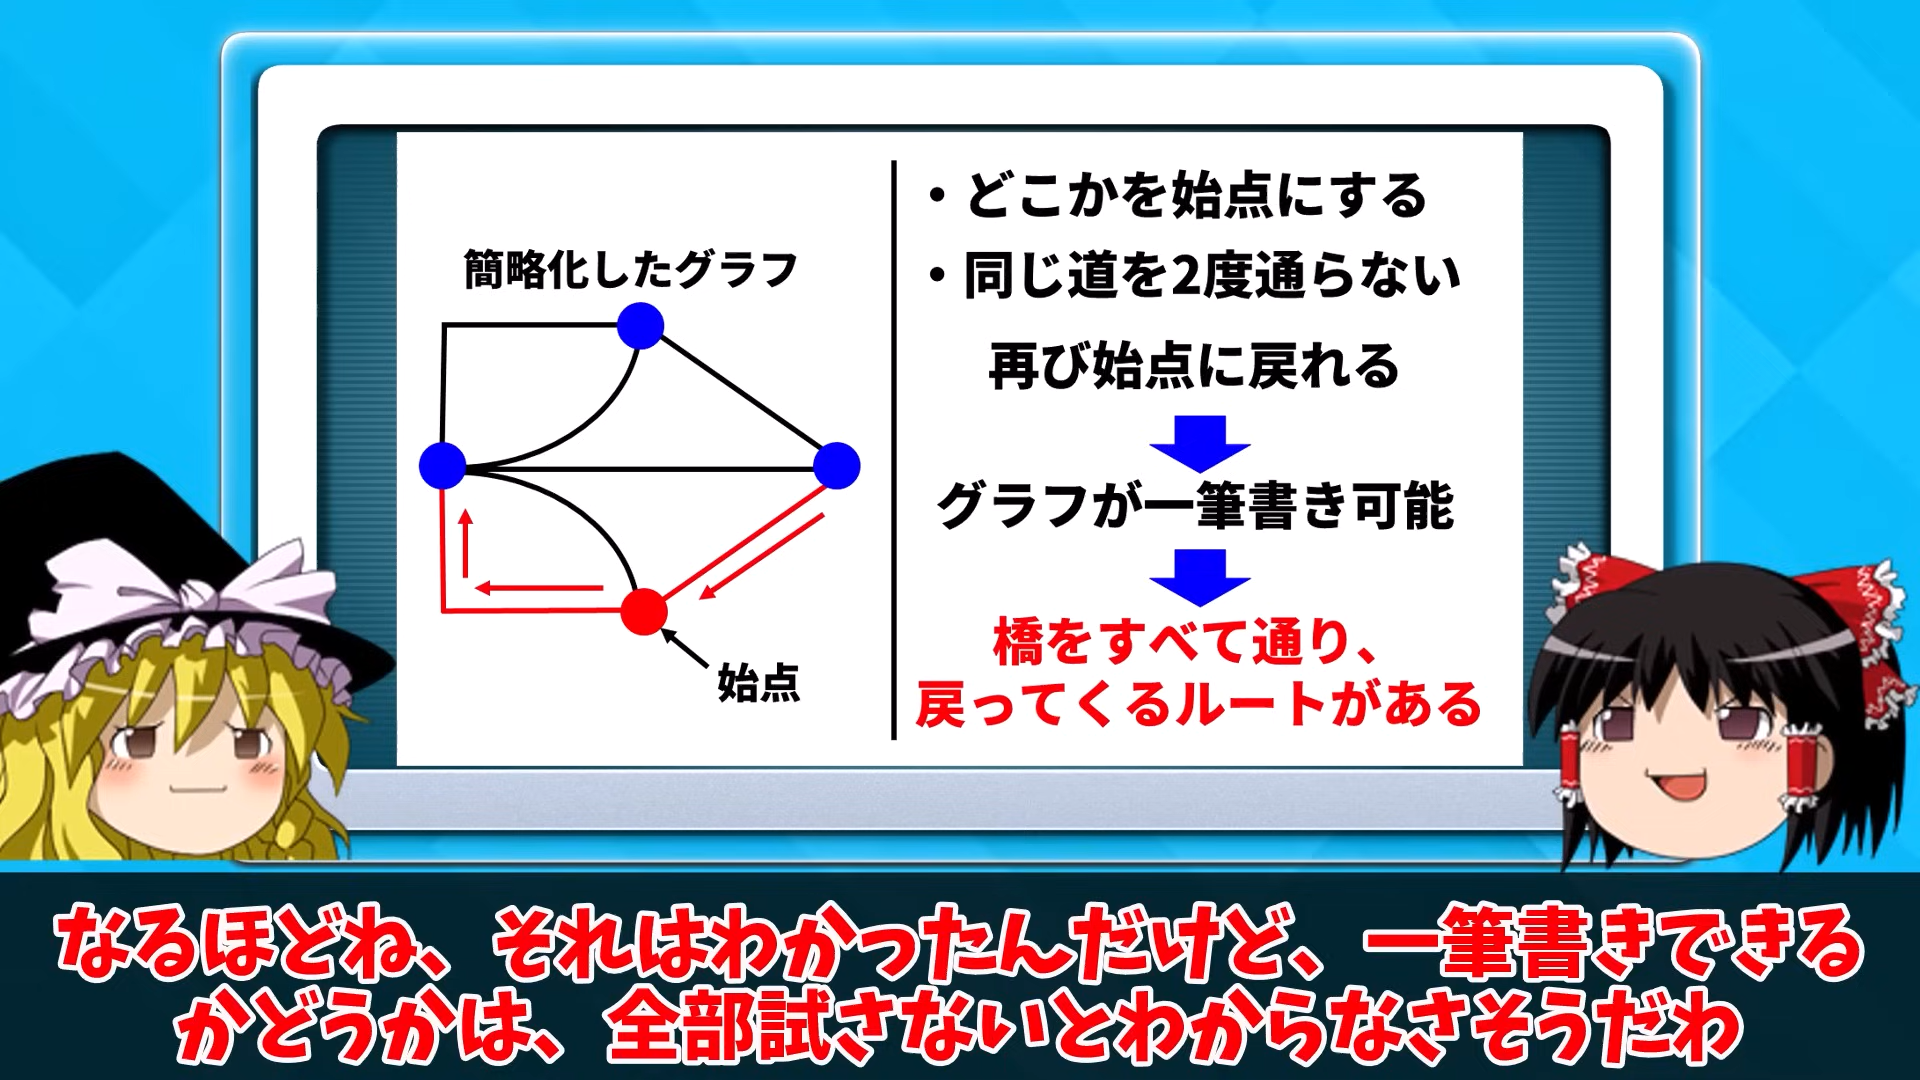 簡略化したグラフ
始点
・どこかを始点にする
・同じ道を2度通らない
再び始点に戻れる
グラフが一筆書き可能
橋をすべて通り、
戻ってくるルートがある
なるほどね、それはわかったんだけど、一筆書きできる
かどうかは、全部試さないとわからなさそうだわ